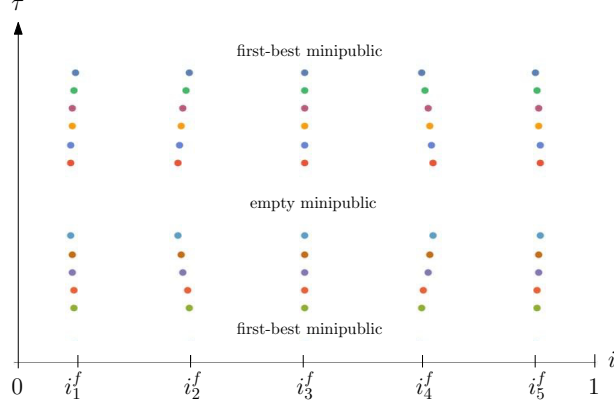 τ
first-best minipublic
empty minipublic
first-best minipublic
i
0 i_1^f i_2^f i_3^f i_4^f i_5^f 1